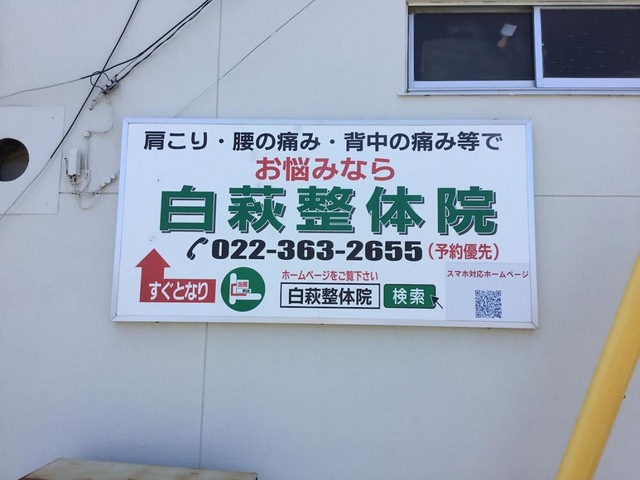 肩こり・腰の痛み・背中の痛み等で
お悩みなら
白萩整体院
022-363-2655(予約優先)
すぐとなり
当院
ホームページをご覧下さい
白萩整体院 検索
スマホ対応ホームページ